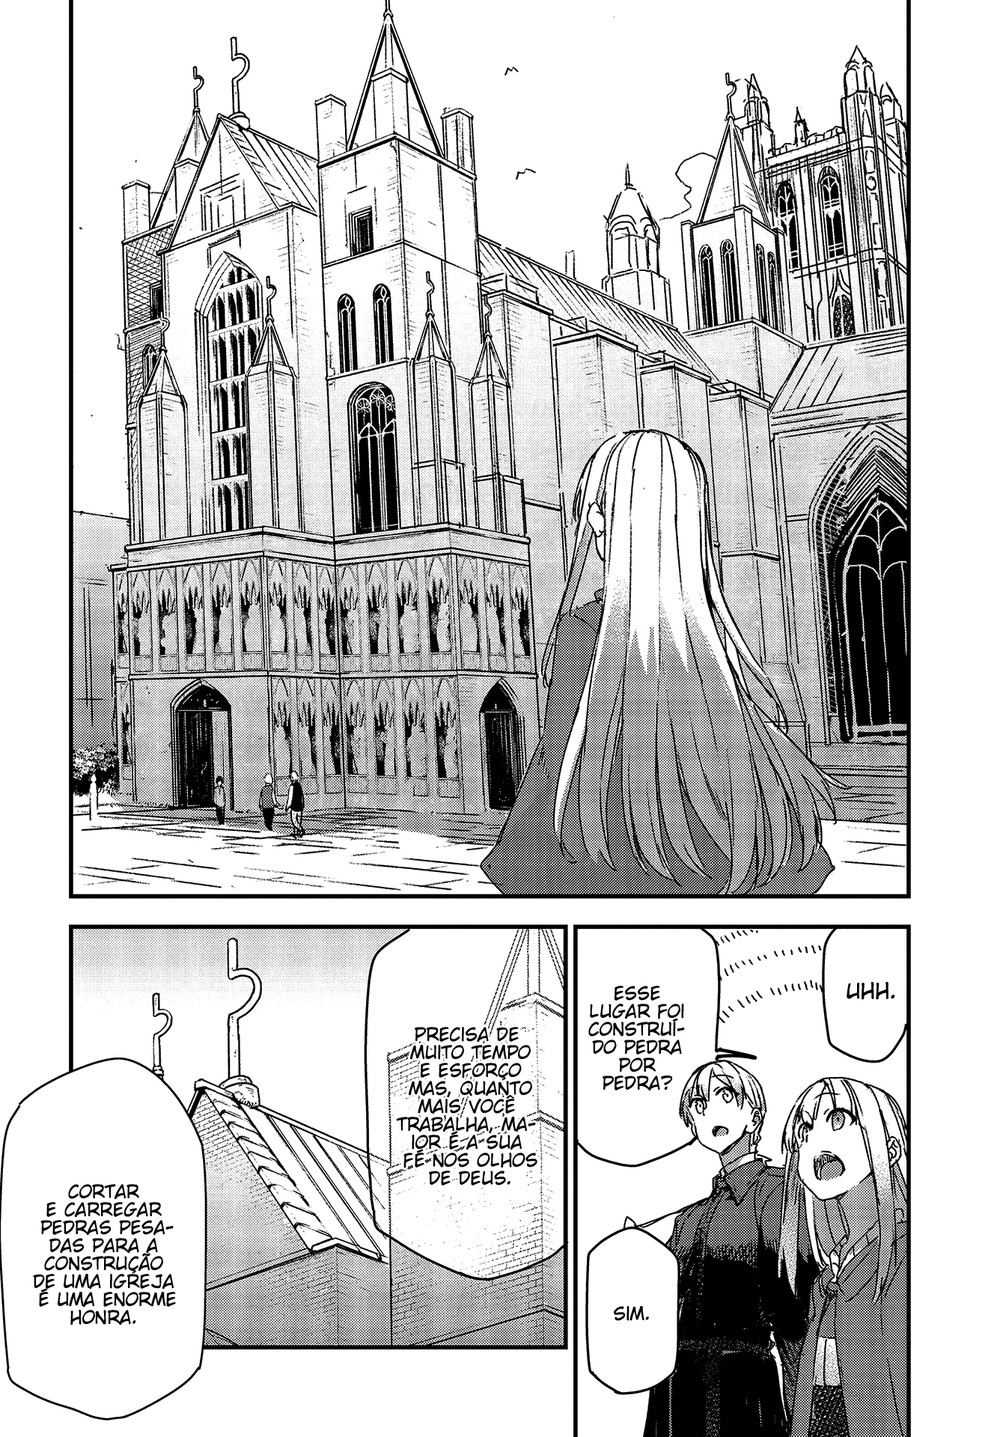 UHH.
ESSE
LUGAR FOI
CONSTRUÍ-
DO PEDRA
POR
PEDRA?
SIM.
PRECISA DE
MUITO TEMPO
E ESFORÇO
MAS, QUANTO
MAIS VOCÊ
TRABALHA, MA-
IOR É A SUA
FÉ NOS OLHOS
DE DEUS.
CORTAR
E CARREGAR
PEDRAS PESA-
DAS PARA A
CONSTRUÇÃO
DE UMA IGREJA
É UMA ENORME
HONRA.